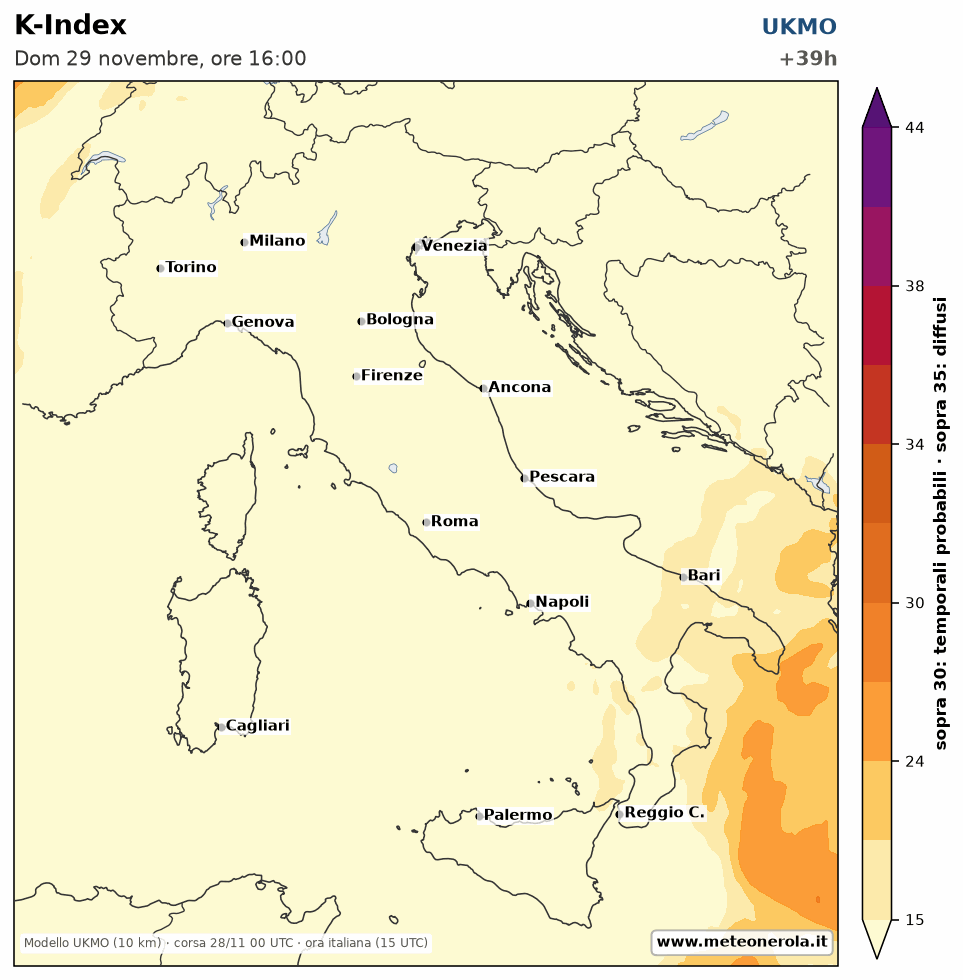 K-Index
UKMO
Dom 29 novembre, ore 16:00
+39h
Milano
Venezia
Torino
Genova
Bologna
Firenze
Ancona
Pescara
Roma
Bari
Napoli
Cagliari
Palermo
Reggio C.
44
38
34
30
24
15
sopra 30: temporali probabili · sopra 35: diffusi
Modello UKMO (10 km) · corsa 28/11 00 UTC · ora italiana (15 UTC)
www.meteonerola.it